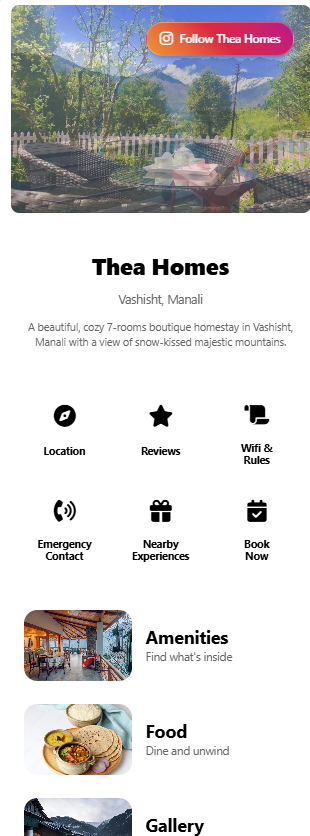 Follow Thea Homes
Thea Homes
Vashisht, Manali
A beautiful, cozy 7-rooms boutique homestay in Vashisht,
Manali with a view of snow-kissed majestic mountains.
Location
Reviews
Wifi &
Rules
Emergency
Contact
Nearby
Experiences
Book
Now
Amenities
Find what's inside
Food
Dine and unwind
Gallery